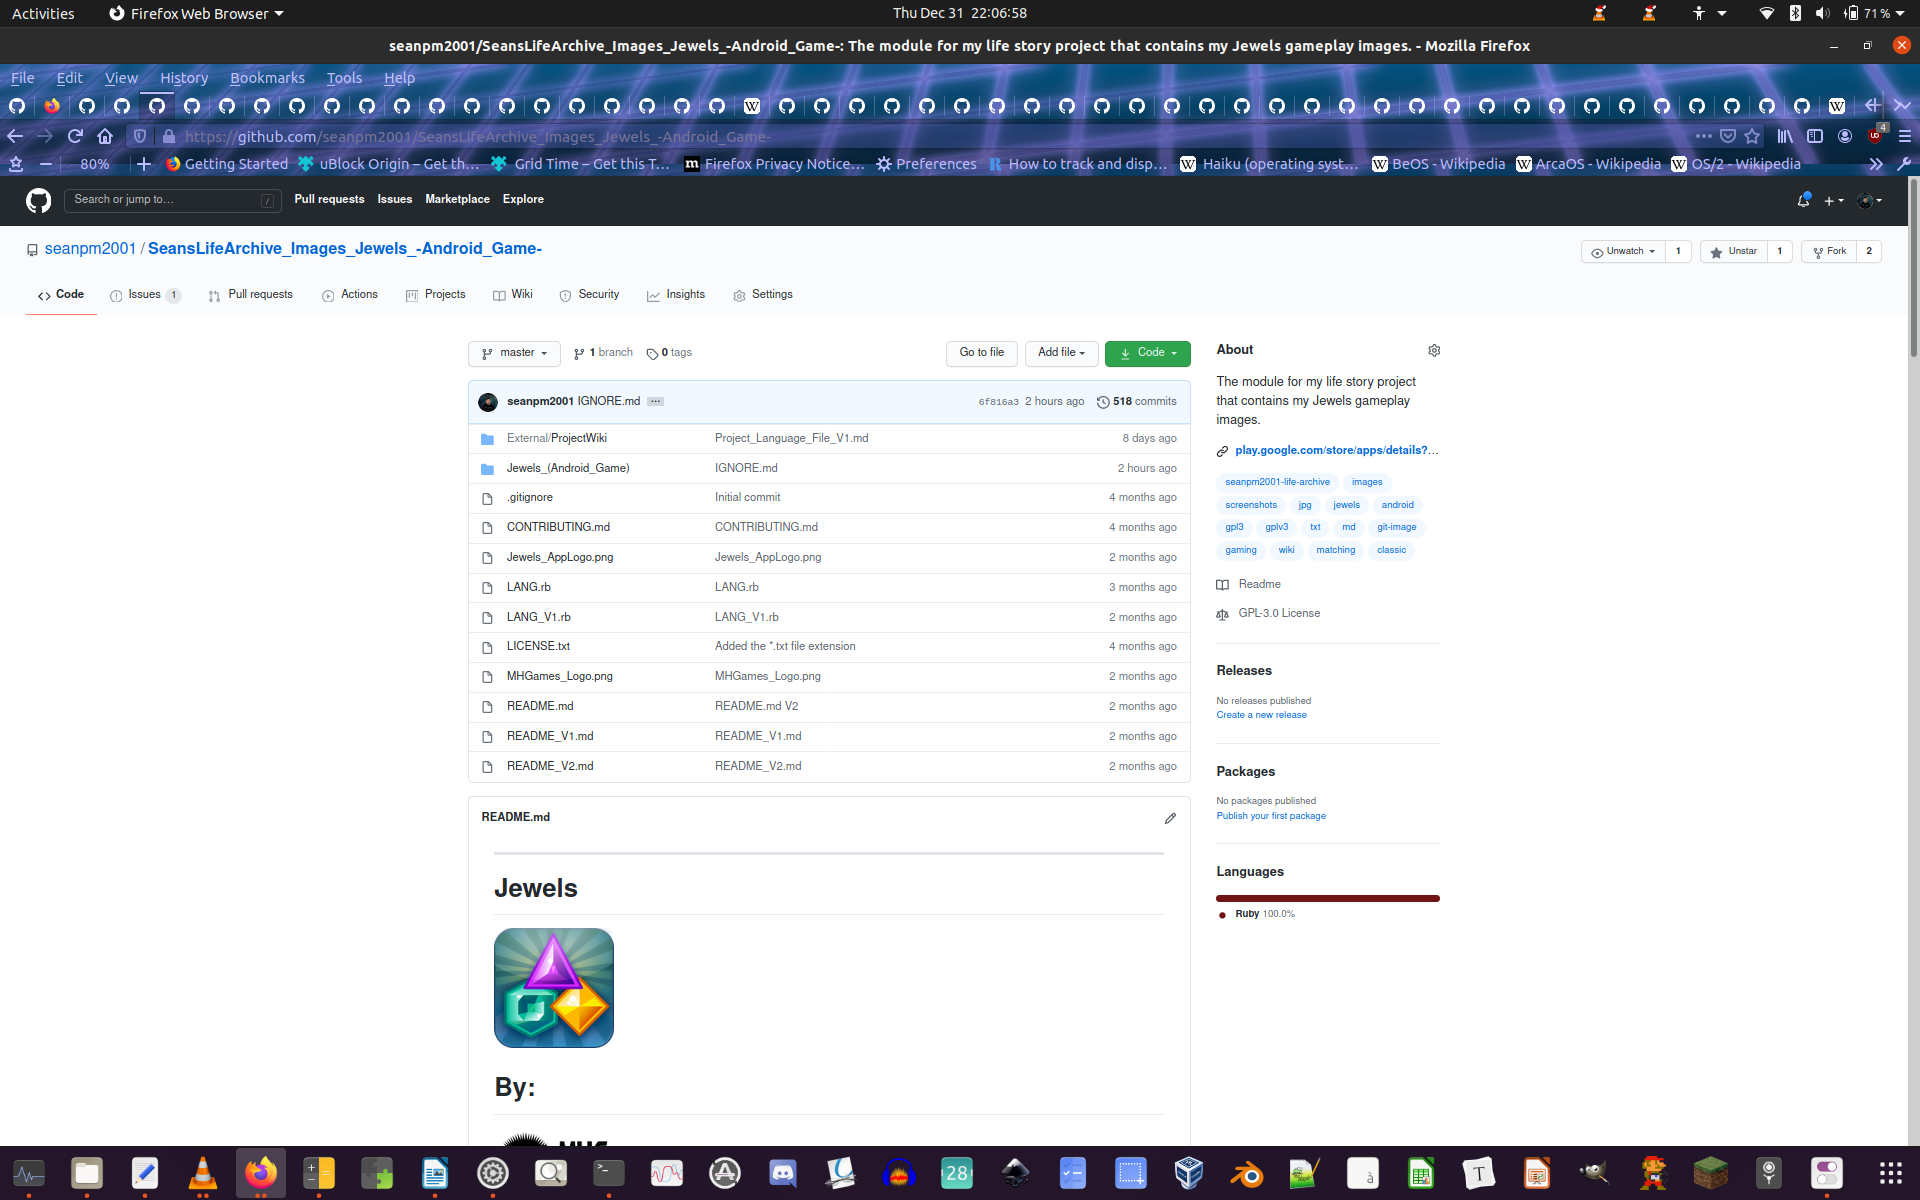 Activities Firefox Web Browser Thu Dec 31 22:06:58 71 %
seanpm2001/SeansLifeArchive_Images_Jewels_-Android_Game-: The module for my life story project that contains my Jewels gameplay images. - Mozilla Firefox
File Edit View History Bookmarks Tools Help
https://github.com/seanpm2001/SeansLifeArchive_Images_Jewels_-Android_Game- 4
80% Getting Started uBlock Origin – Get th… Grid Time – Get this T… Firefox Privacy Notice… Preferences How to track and disp… Haiku (operating syst… BeOS - Wikipedia ArcaOS - Wikipedia OS/2 - Wikipedia
Search or jump to… / Pull requests Issues Marketplace Explore
seanpm2001 / SeansLifeArchive_Images_Jewels_-Android_Game- Unwatch 1 Unstar 1 Fork 2
Code Issues 1 Pull requests Actions Projects Wiki Security Insights Settings
master 1 branch 0 tags Go to file Add file Code
seanpm2001 IGNORE.md 6f816a3 2 hours ago 518 commits
External/ProjectWiki Project_Language_File_V1.md 8 days ago
Jewels_(Android_Game) IGNORE.md 2 hours ago
.gitignore Initial commit 4 months ago
CONTRIBUTING.md CONTRIBUTING.md 4 months ago
Jewels_AppLogo.png Jewels_AppLogo.png 2 months ago
LANG.rb LANG.rb 3 months ago
LANG_V1.rb LANG_V1.rb 2 months ago
LICENSE.txt Added the *.txt file extension 4 months ago
MHGames_Logo.png MHGames_Logo.png 2 months ago
README.md README.md V2 2 months ago
README_V1.md README_V1.md 2 months ago
README_V2.md README_V2.md 2 months ago
README.md
Jewels
By:
About
The module for my life story project
that contains my Jewels gameplay
images.
play.google.com/store/apps/details?…
seanpm2001-life-archive images
screenshots jpg jewels android
gpl3 gplv3 txt md git-image
gaming wiki matching classic
Readme
GPL-3.0 License
Releases
No releases published
Create a new release
Packages
No packages published
Publish your first package
Languages
Ruby 100.0%
28